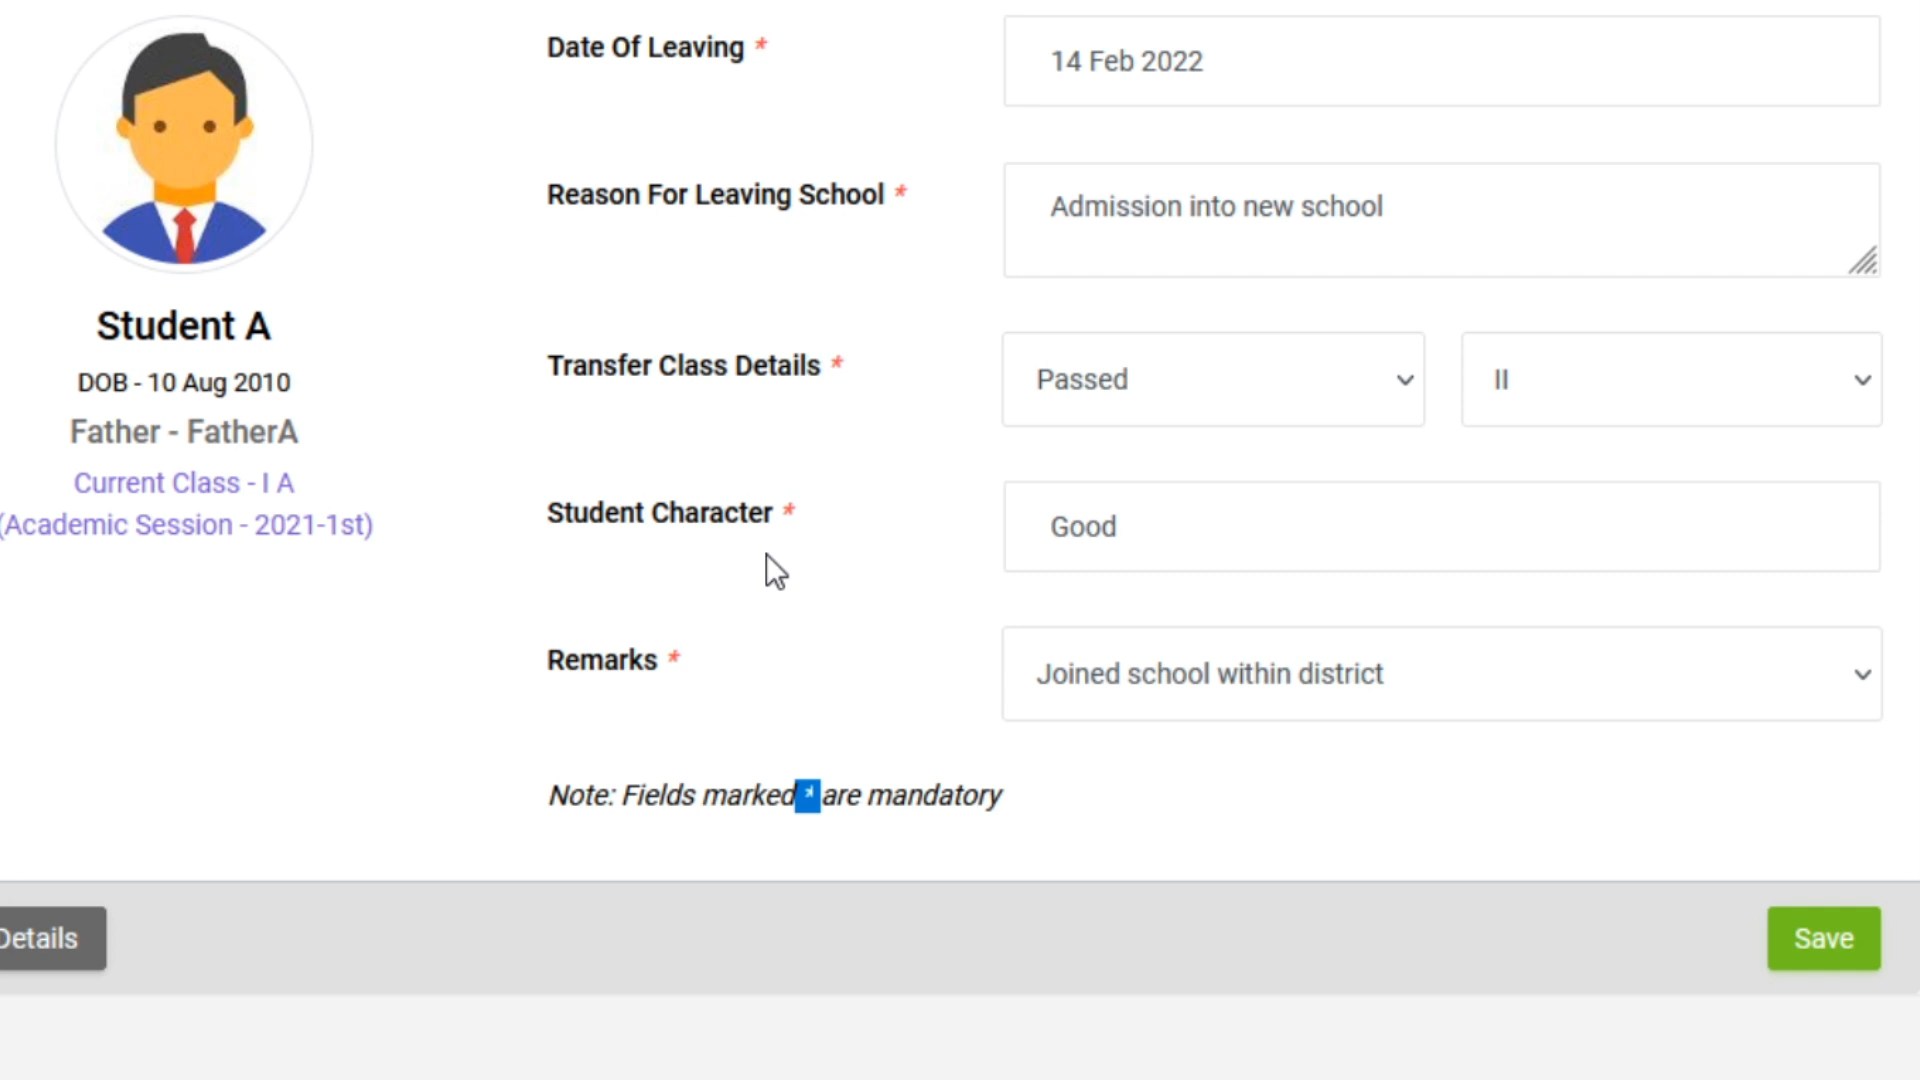 Date Of Leaving *
14 Feb 2022
Reason For Leaving School *
Admission into new school
Student A
DOB - 10 Aug 2010
Father - FatherA
Current Class - I A
(Academic Session - 2021-1st)
Transfer Class Details *
Passed
II
Student Character *
Good
Remarks *
Joined school within district
Note: Fields marked * are mandatory
Details
Save